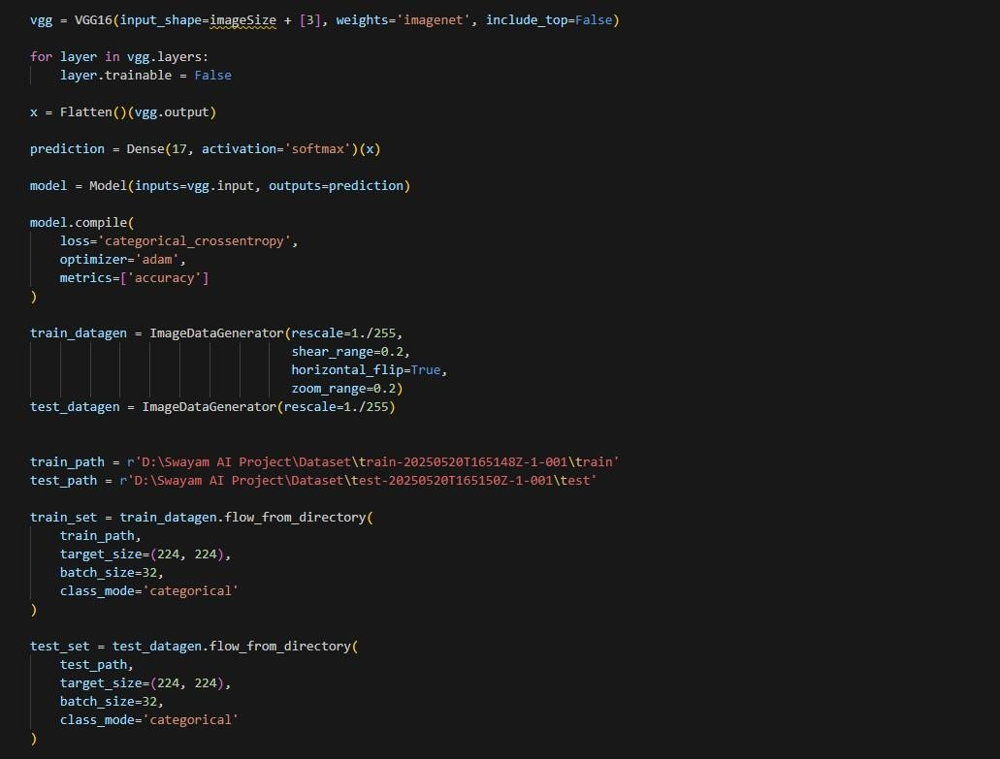 vgg = VGG16(input_shape=imageSize + [3], weights='imagenet', include_top=False)
for layer in vgg.layers:
    layer.trainable = False
x = Flatten()(vgg.output)
prediction = Dense(17, activation='softmax')(x)
model = Model(inputs=vgg.input, outputs=prediction)
model.compile(
    loss='categorical_crossentropy',
    optimizer='adam',
    metrics=['accuracy']
)
train_datagen = ImageDataGenerator(rescale=1./255,
                                   shear_range=0.2,
                                   horizontal_flip=True,
                                   zoom_range=0.2)
test_datagen = ImageDataGenerator(rescale=1./255)
train_path = r'D:\Swayam AI Project\Dataset\train-20250520T165148Z-1-001\train'
test_path = r'D:\Swayam AI Project\Dataset\test-20250520T165150Z-1-001\test'
train_set = train_datagen.flow_from_directory(
    train_path,
    target_size=(224, 224),
    batch_size=32,
    class_mode='categorical'
)
test_set = test_datagen.flow_from_directory(
    test_path,
    target_size=(224, 224),
    batch_size=32,
    class_mode='categorical'
)